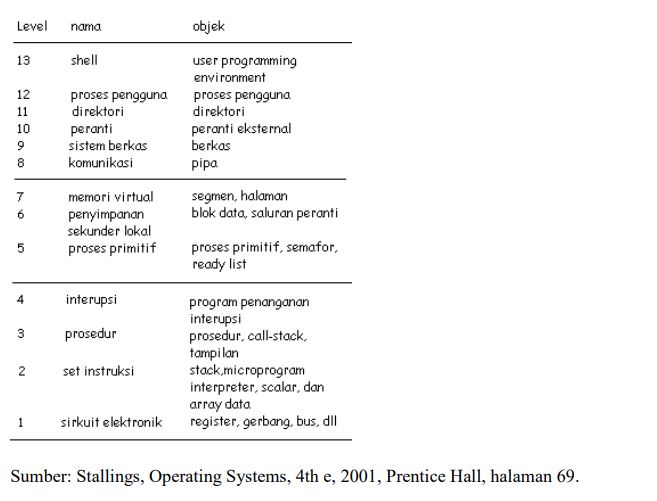 Level nama objek
13 shell user programming
environment
12 proses pengguna proses pengguna
11 direktori direktori
10 peranti peranti eksternal
9 sistem berkas berkas
8 komunikasi pipa
7 memori virtual segmen, halaman
6 penyimpanan blok data, saluran peranti
sekunder lokal
5 proses primitif proses primitif, semafor,
ready list
4 interupsi program penanganan
interupsi
3 prosedur prosedur, call-stack,
tampilan
2 set instruksi stack,microprogram
interpreter, scalar, dan
array data
1 sirkuit elektronik register, gerbang, bus, dll
Sumber: Stallings, Operating Systems, 4th e, 2001, Prentice Hall, halaman 69.